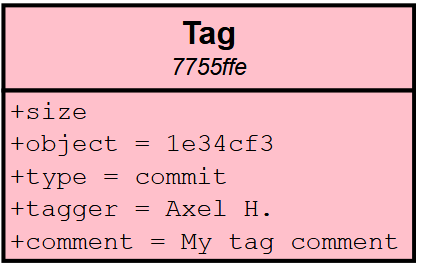 Tag
7755ffe
+size
+object = 1e34cf3
+type = commit
+tagger = Axel H.
+comment = My tag comment